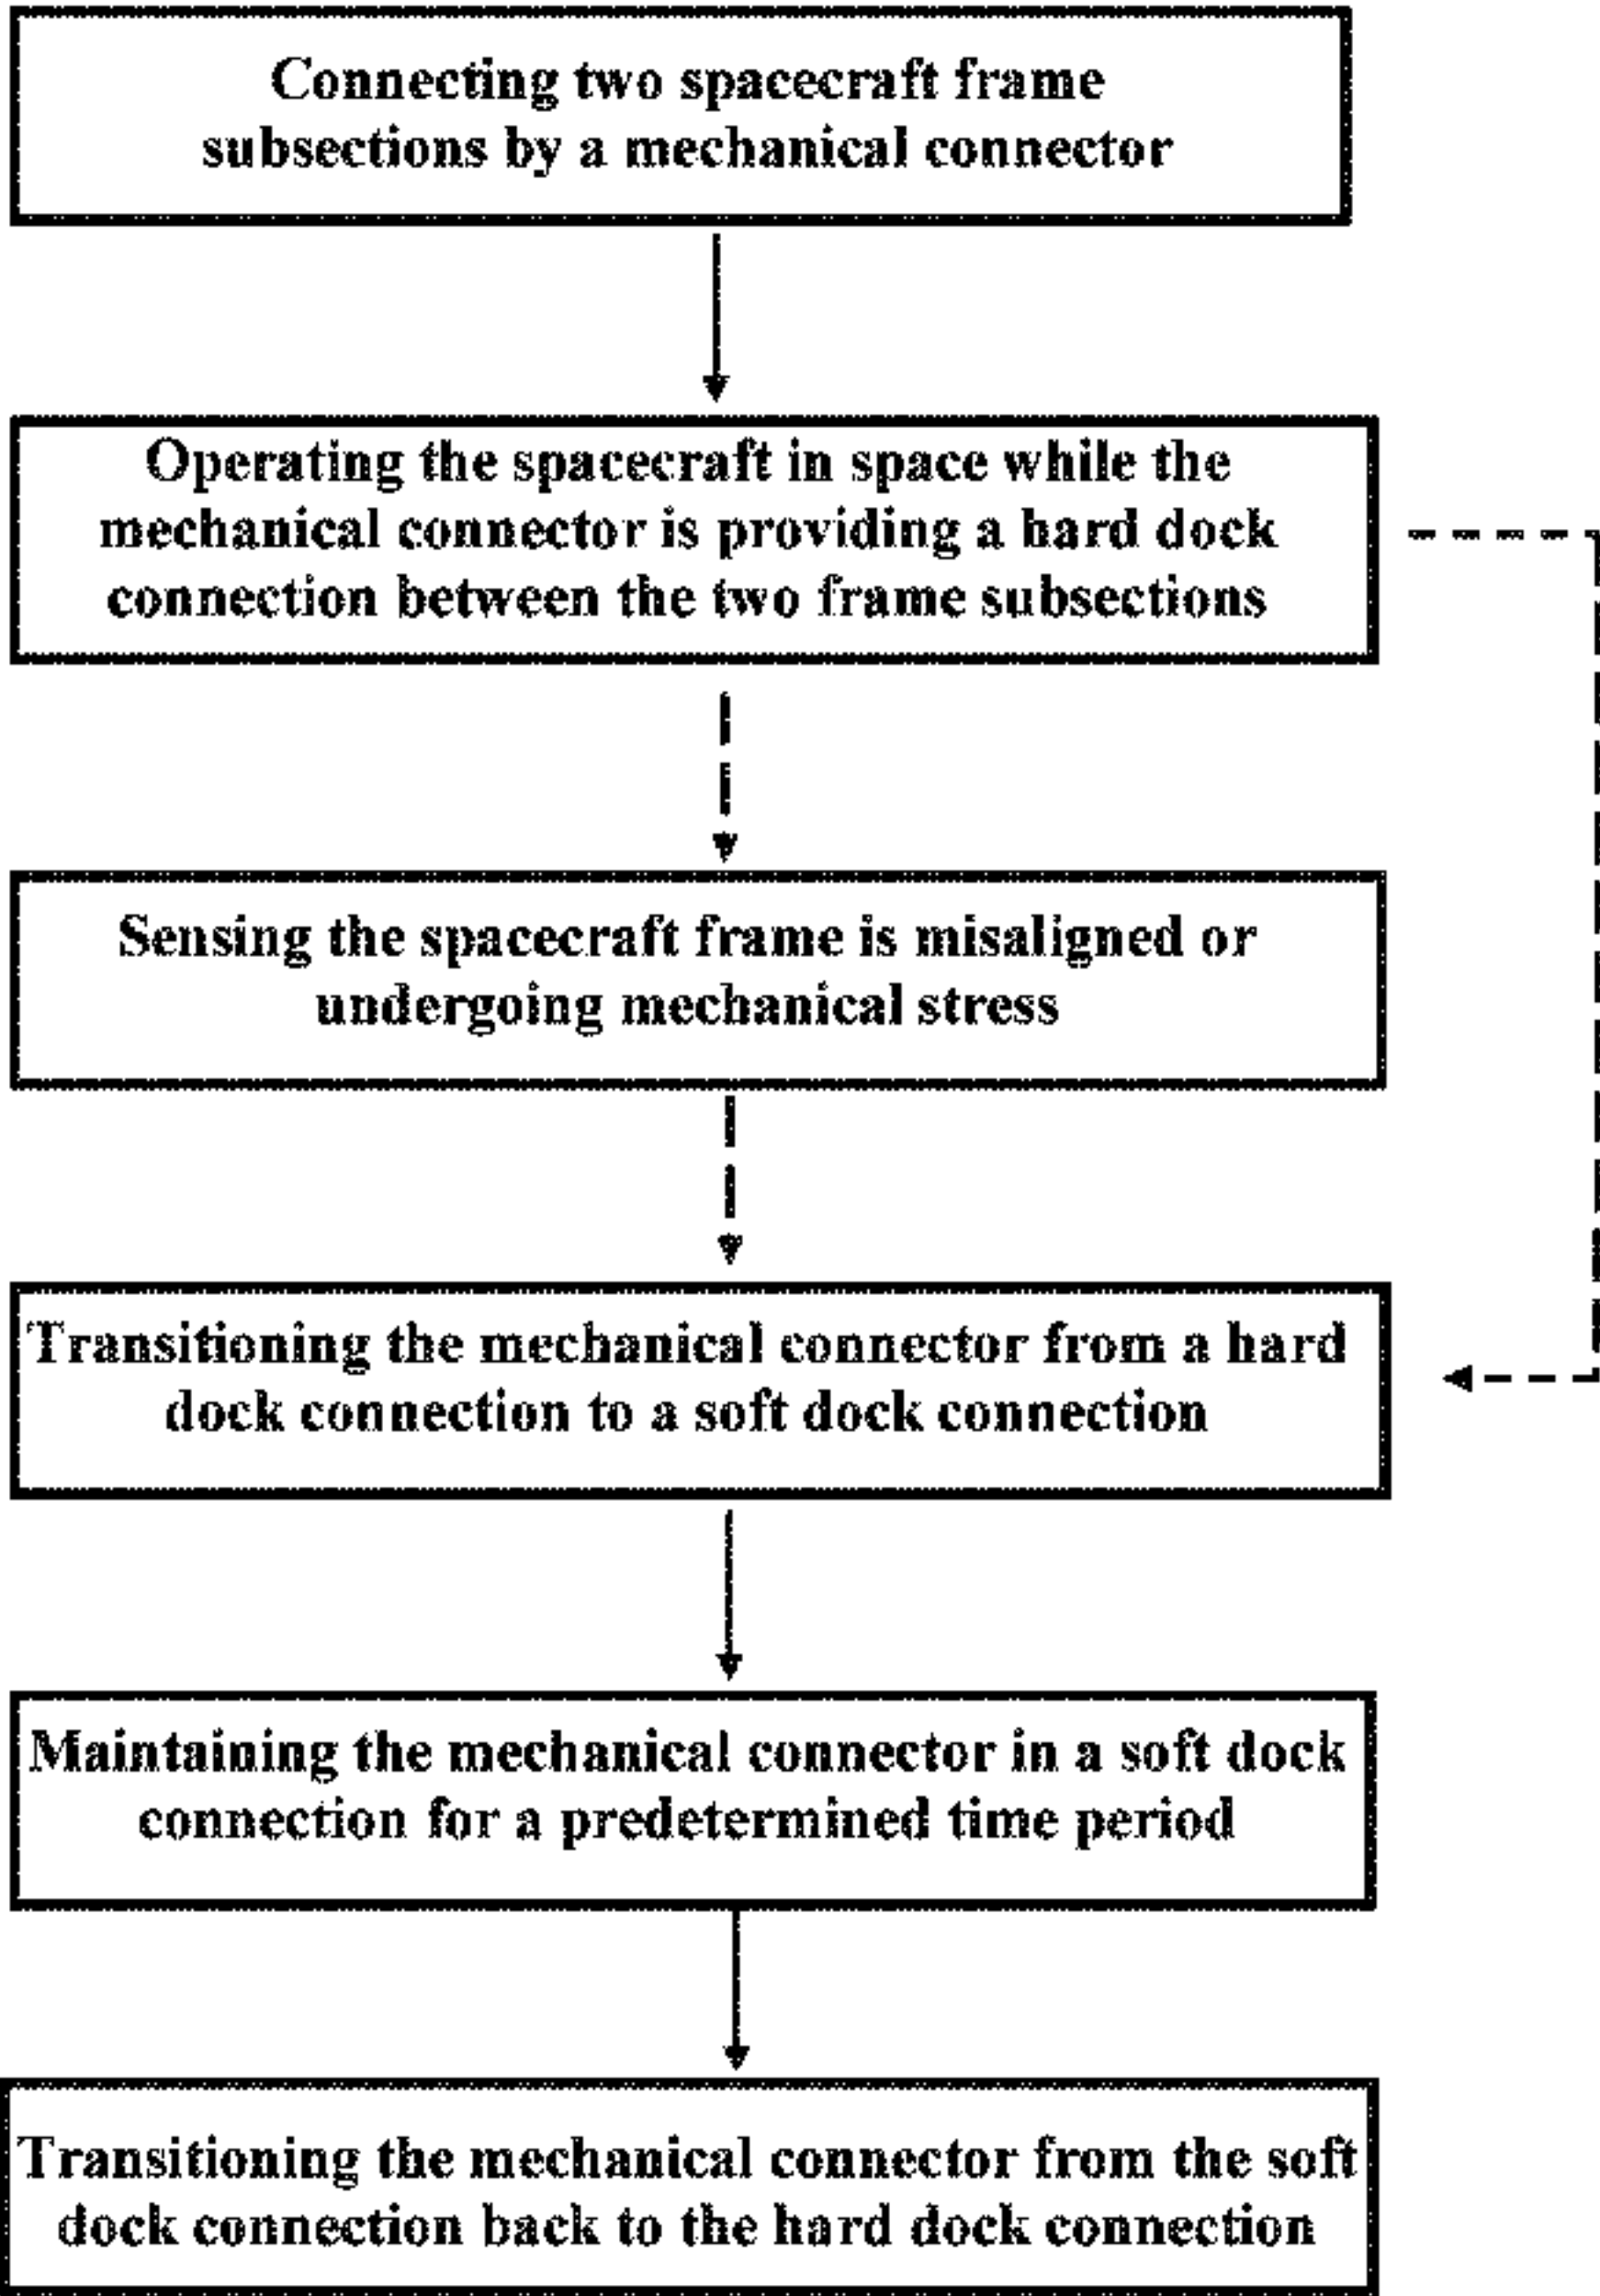 Connecting two spacecraft frame
subsections by a mechanical connector
Operating the spacecraft in space while the
mechanical connector is providing a hard dock
connection between the two frame subsections
Sensing the spacecraft frame is misaligned or
undergoing mechanical stress
Transitioning the mechanical connector from a hard
dock connection to a soft dock connection
Maintaining the mechanical connector in a soft dock
connection for a predetermined time period
Transitioning the mechanical connector from the soft
dock connection back to the hard dock connection